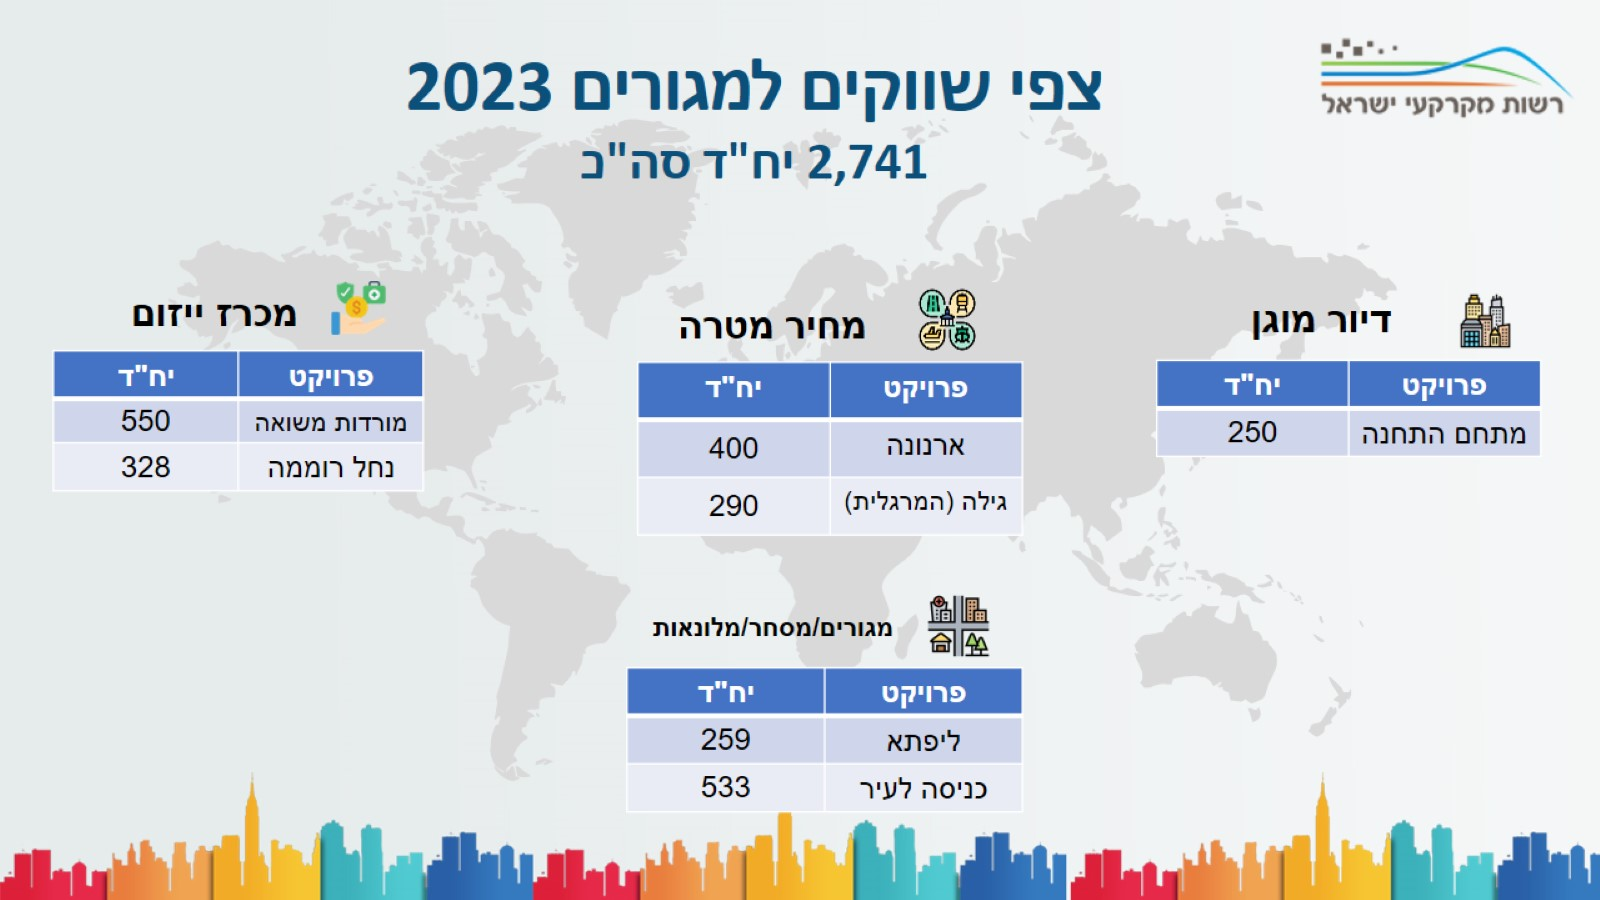 רשות מקרקעי ישראל
צפי שווקים למגורים 2023
2,741 יח"ד סה"כ
דיור מוגן
פרויקט יח"ד
מתחם התחנה 250
מחיר מטרה
פרויקט יח"ד
ארנונה 400
גילה (המרגלית) 290
מכרז ייזום
פרויקט יח"ד
מורדות משואה 550
נחל רוממה 328
מגורים/מסחר/מלונאות
פרויקט יח"ד
ליפתא 259
כניסה לעיר 533